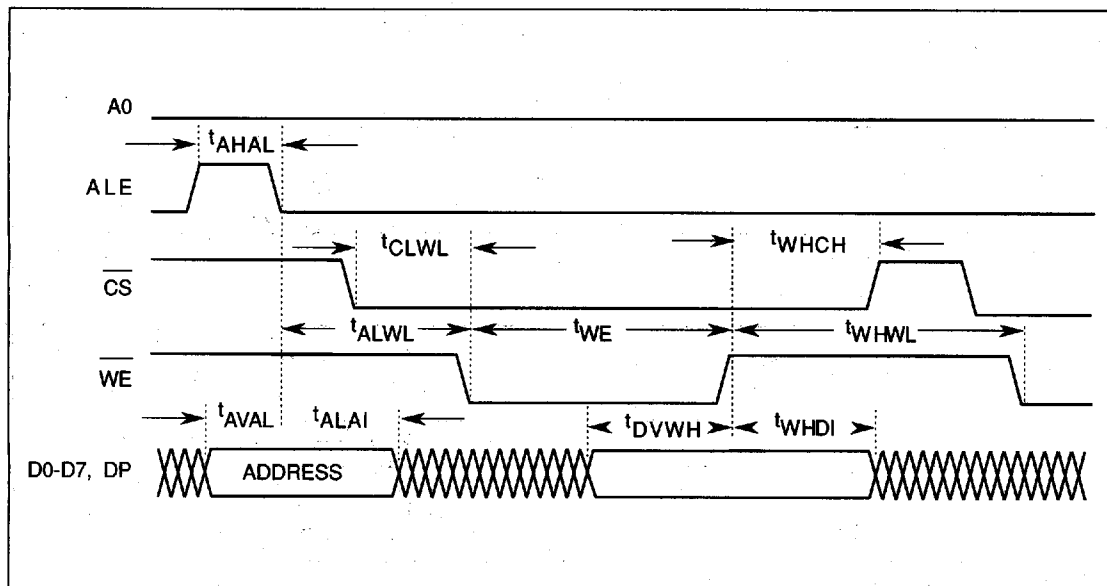 A0
tAHAL
ALE
tCLWL
tWHCH
CS
tALWL
tWE
tWHWL
WE
tAVAL
tALAI
tDVWH
tWHDI
D0-D7, DP
ADDRESS